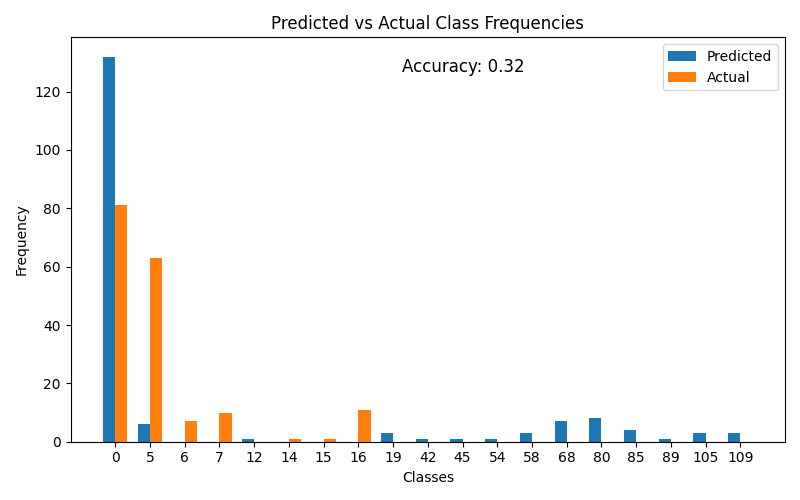 Predicted vs Actual Class Frequencies
Accuracy: 0.32
Predicted
Actual
Frequency
120
100
80
60
40
20
0
0 5 6 7 12 14 15 16 19 42 45 54 58 68 80 85 89 105 109
Classes